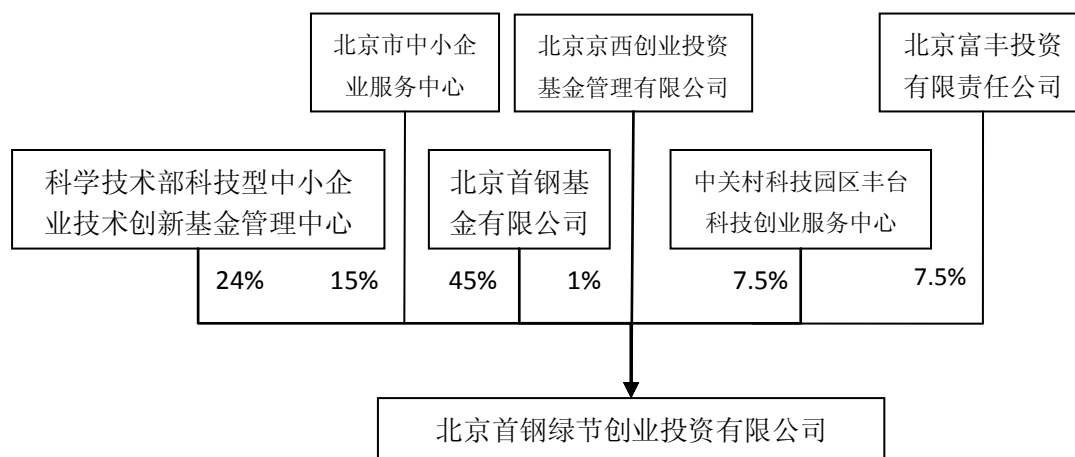 北京市中小企
业服务中心
北京京西创业投资
基金管理有限公司
北京富丰投资
有限责任公司
科学技术部科技型中小企
业技术创新基金管理中心
北京首钢基
金有限公司
中关村科技园区丰台
科技创业服务中心
24%
15%
45%
1%
7.5%
7.5%
北京首钢绿节创业投资有限公司